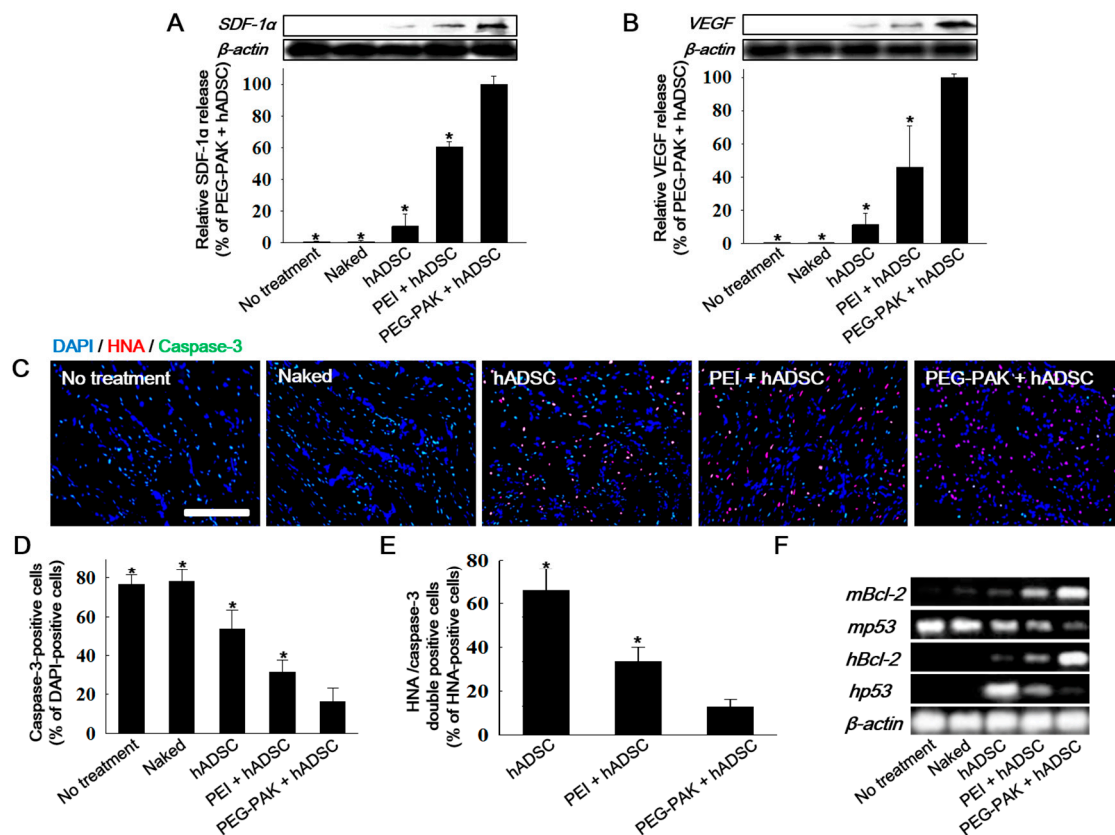 A
SDF-1α
β-actin
Relative SDF-1α release
(% of PEG-PAK + hADSC)
100
80
60
40
20
0
*
*
*
*
No treatment
Naked
hADSC
PEI + hADSC
PEG-PAK + hADSC
B
VEGF
β-actin
Relative VEGF release
(% of PEG-PAK + hADSC)
100
80
60
40
20
0
*
*
*
*
No treatment
Naked
hADSC
PEI + hADSC
PEG-PAK + hADSC
DAPI / HNA / Caspase-3
C
No treatment
Naked
hADSC
PEI + hADSC
PEG-PAK + hADSC
D
Caspase-3-positive cells
(% of DAPI-positive cells)
80
60
40
20
0
*
*
*
*
No treatment
Naked
hADSC
PEI + hADSC
PEG-PAK + hADSC
E
HNA /caspase-3
double positive cells
(% of HNA-positive cells)
80
60
40
20
0
*
*
hADSC
PEI + hADSC
PEG-PAK + hADSC
F
mBcl-2
mp53
hBcl-2
hp53
β-actin
No treatment
Naked
hADSC
PEI + hADSC
PEG-PAK + hADSC